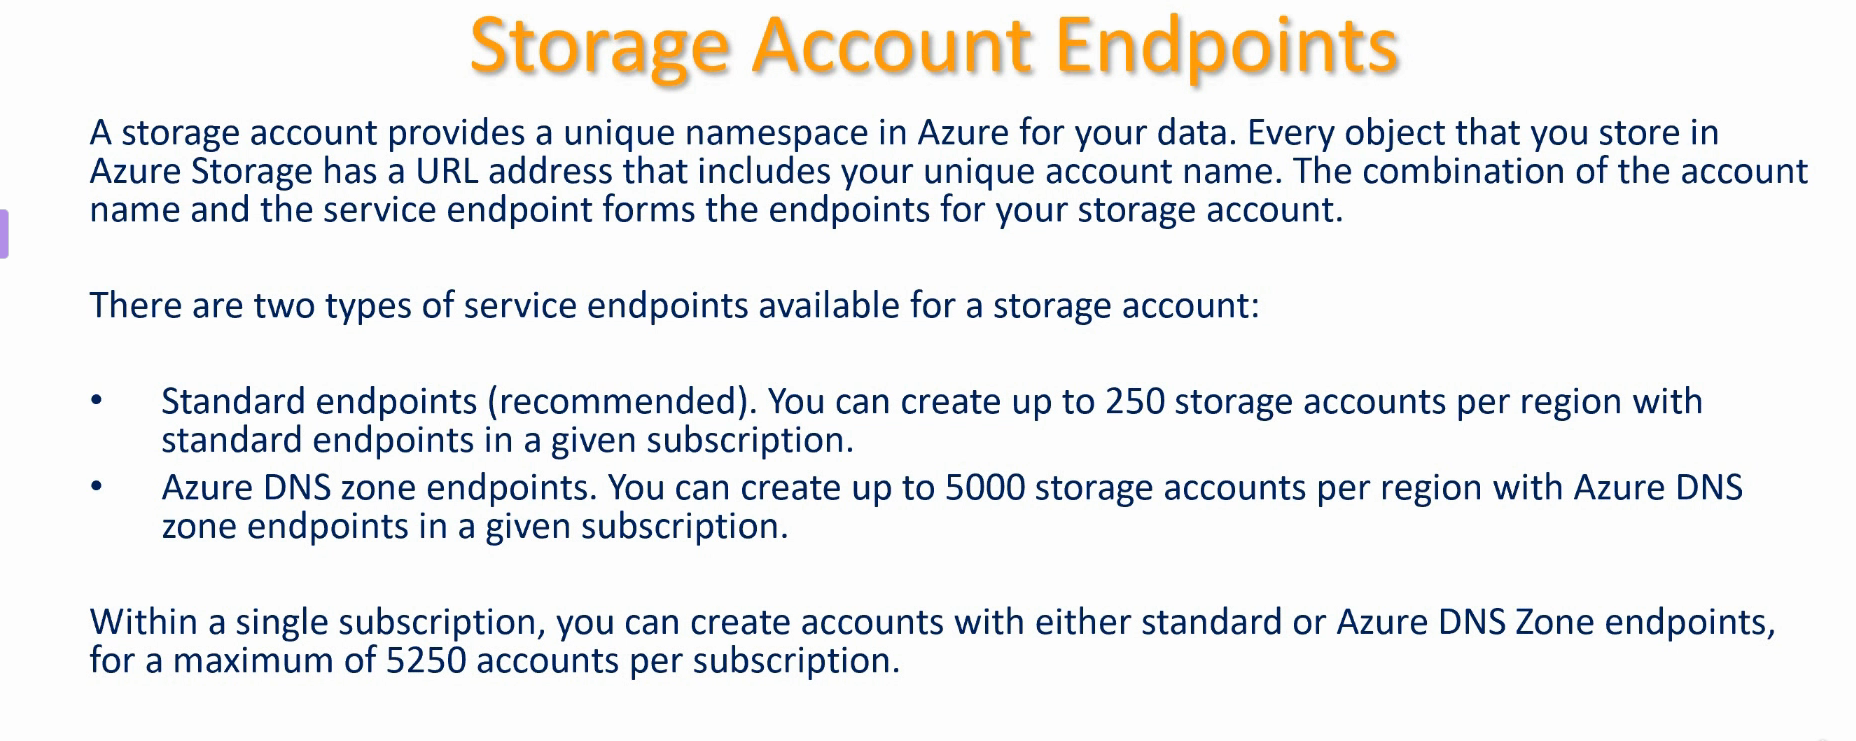 Storage Account Endpoints
A storage account provides a unique namespace in Azure for your data. Every object that you store in
Azure Storage has a URL address that includes your unique account name. The combination of the account
name and the service endpoint forms the endpoints for your storage account.
There are two types of service endpoints available for a storage account:
• Standard endpoints (recommended). You can create up to 250 storage accounts per region with
standard endpoints in a given subscription.
• Azure DNS zone endpoints. You can create up to 5000 storage accounts per region with Azure DNS
zone endpoints in a given subscription.
Within a single subscription, you can create accounts with either standard or Azure DNS Zone endpoints,
for a maximum of 5250 accounts per subscription.